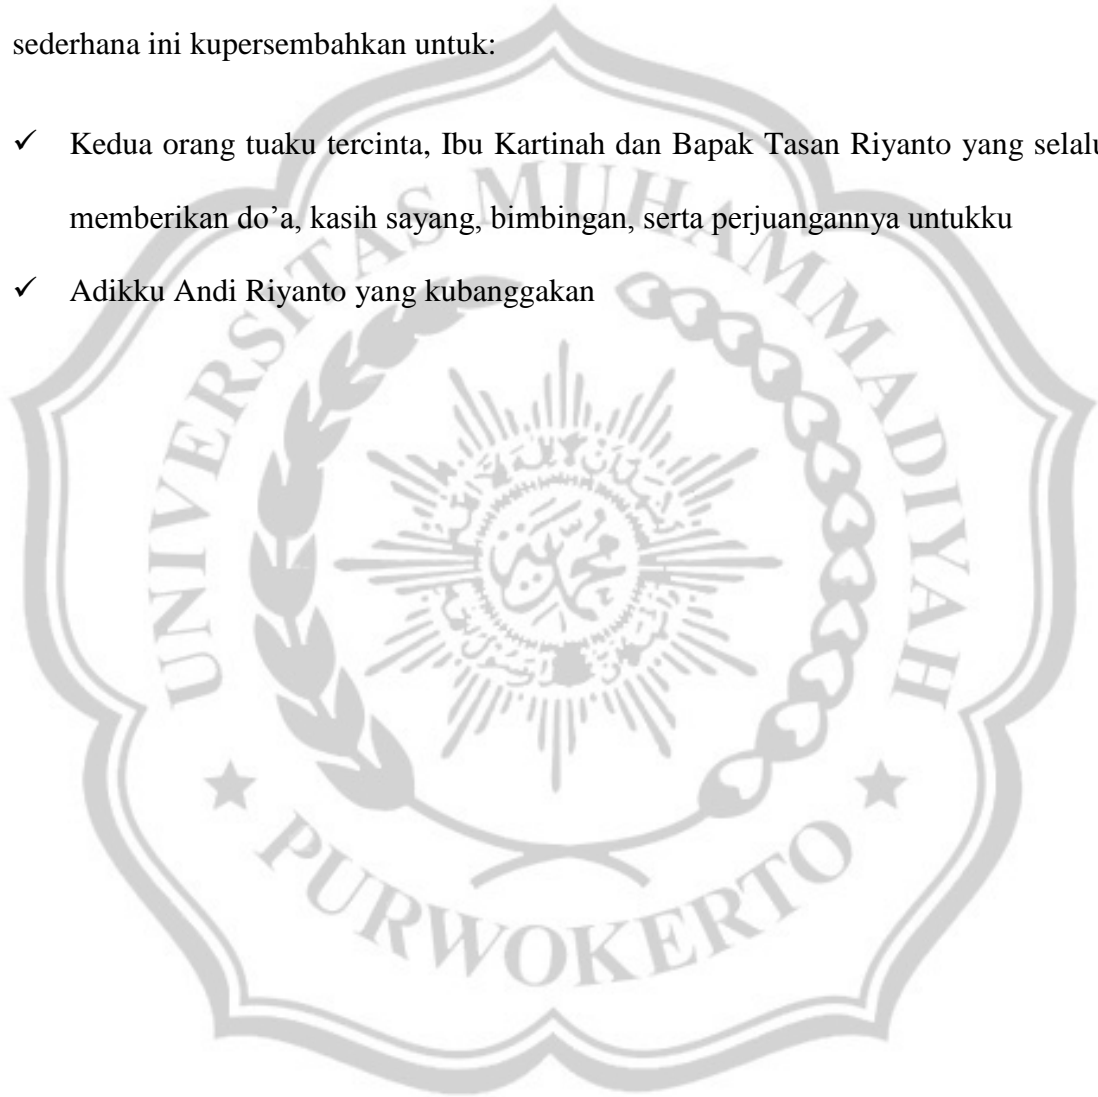 sederhana ini kupersembahkan untuk:
✓ Kedua orang tuaku tercinta, Ibu Kartinah dan Bapak Tasan Riyanto yang selalu
memberikan do’a, kasih sayang, bimbingan, serta perjuangannya untukku
✓ Adikku Andi Riyanto yang kubanggakan
UNIVERSITAS MUHAMMADIYAH
محمد
PURWOKERTO